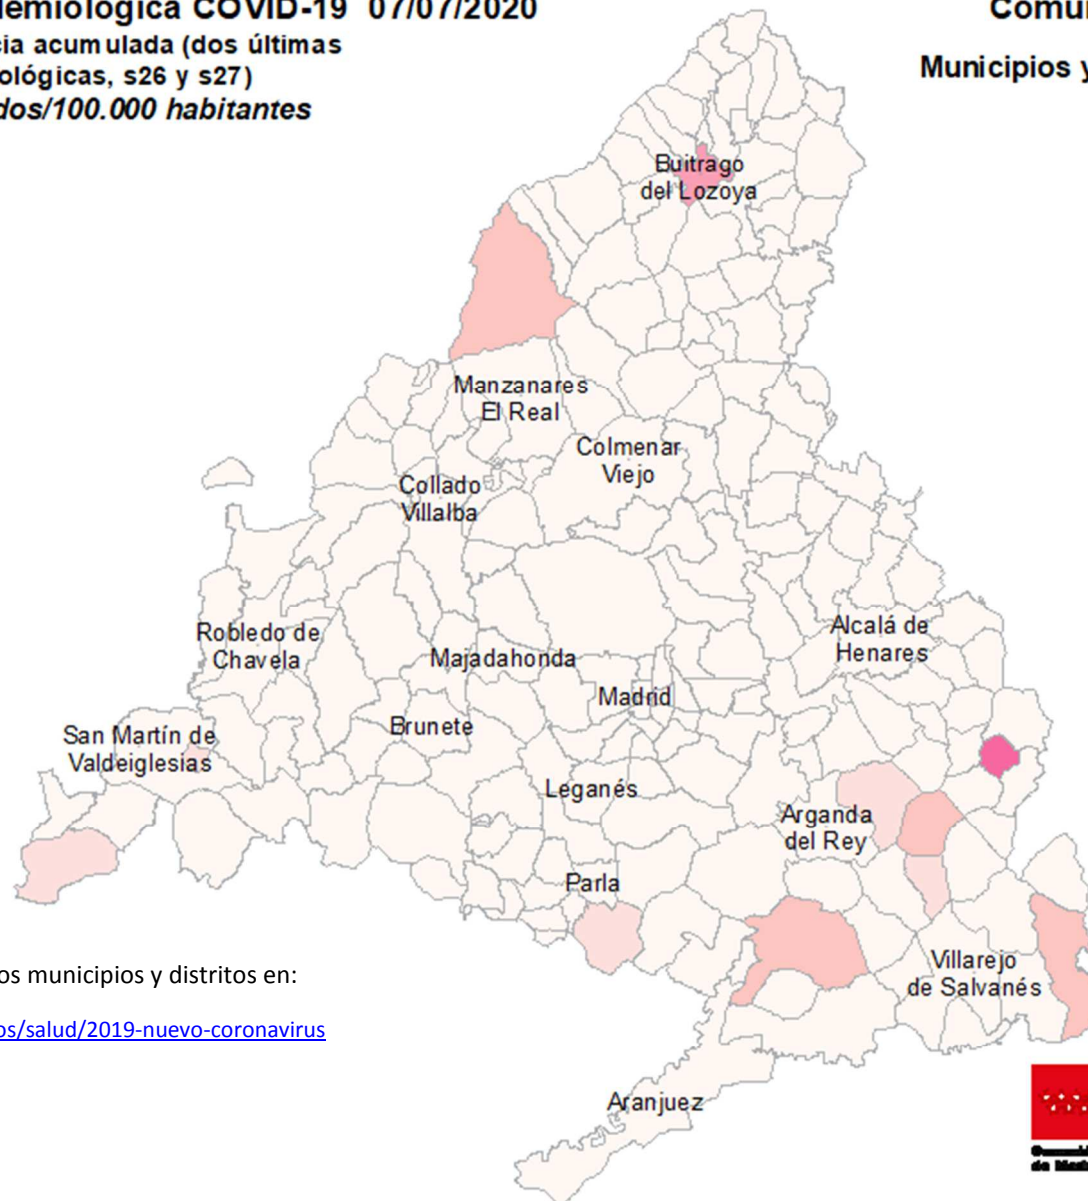 demiológica COVID-19 07/07/2020
cia acumulada (dos últimas
ológicas, s26 y s27)
dos/100.000 habitantes
Comu
Municipios y
Buitrago
del Lozoya
Manzanares
El Real
Colmenar
Viejo
Collado
Villalba
Robledo de
Chavela
Majadahonda
Alcalá de
Henares
Madrid
San Martín de
Valdeiglesias
Brunete
Leganés
Arganda
del Rey
Parla
Villarejo
de Salvanés
os municipios y distritos en:
os/salud/2019-nuevo-coronavirus
Aranjuez